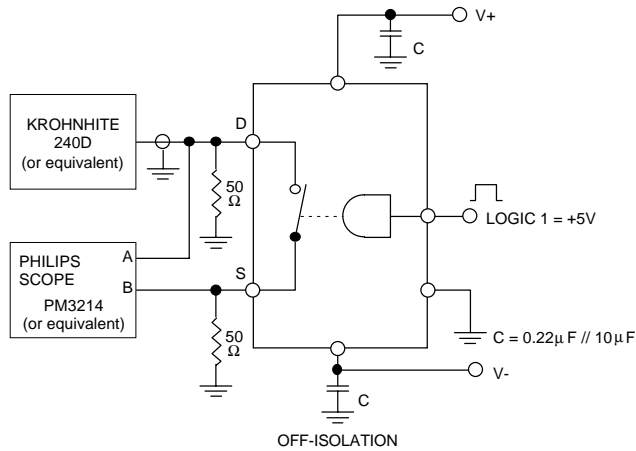 V+
C
KROHNHITE
240D
(or equivalent)
D
50
Ω
LOGIC 1 = +5V
PHILIPS
SCOPE
PM3214
(or equivalent)
A
B
S
50
Ω
C = 0.22μF // 10μF
V-
C
OFF-ISOLATION